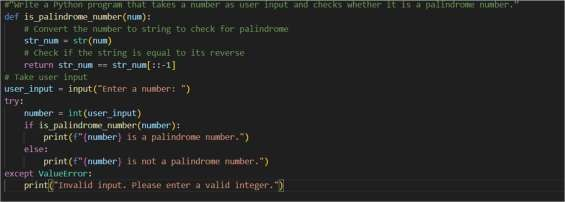 #"Write a Python program that takes a number as user input and checks whether it is a palindrome number."
def is_palindrome_number(num):
    # Convert the number to string to check for palindrome
    str_num = str(num)
    # Check if the string is equal to its reverse
    return str_num == str_num[::-1]
# Take user input
user_input = input("Enter a number: ")
try:
    number = int(user_input)
    if is_palindrome_number(number):
        print(f"{number} is a palindrome number.")
    else:
        print(f"{number} is not a palindrome number.")
except ValueError:
    print("Invalid input. Please enter a valid integer.")